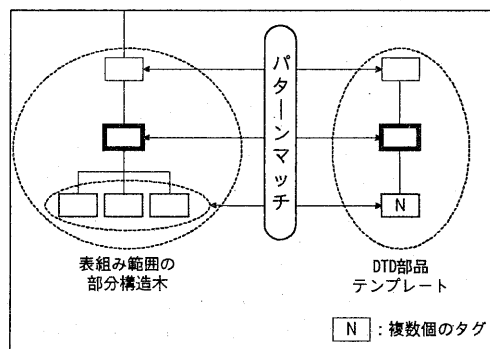 パターンマッチ
N
表組み範囲の
部分構造木
DTD部品
テンプレート
N：複数個のタグ